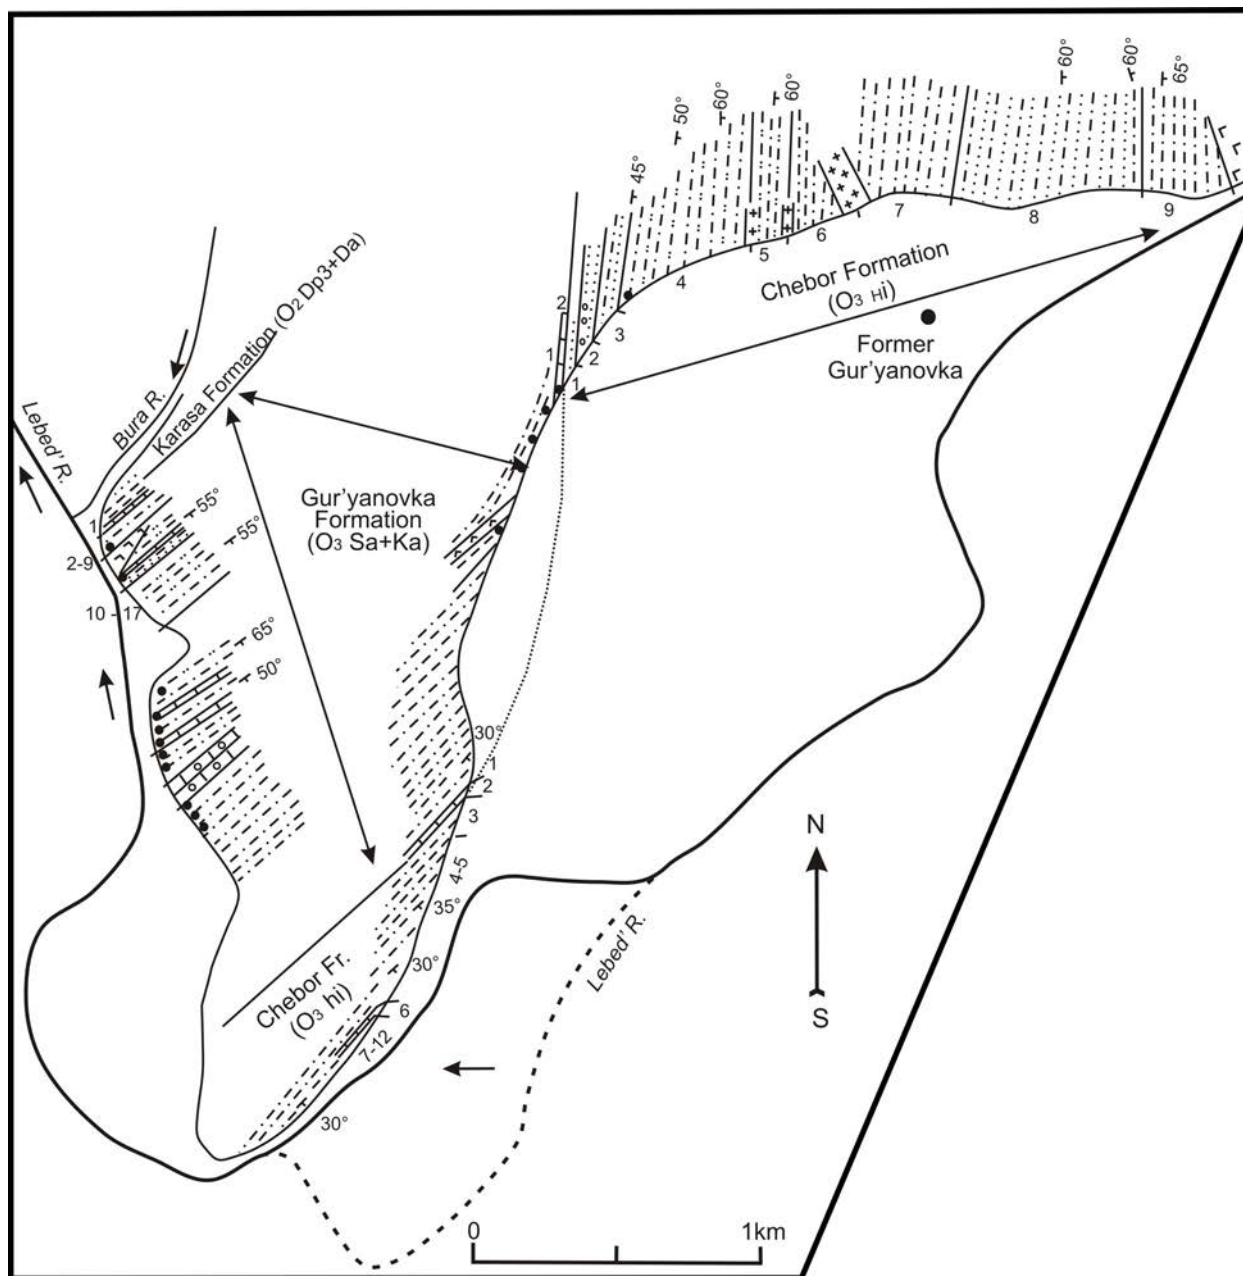 60°
60°
65°
50°
60°
60°
45°
7
8
9
6
5
4
3
2
1
2
1
Chebor Formation
(O3 Hi)
Former
Gur'yanovka
Bura R.
Karasa Formation (O2 Dp3+Da)
Lebed' R.
Gur'yanovka
Formation
(O3 Sa+Ka)
1
2-9
10 - 17
55°
55°
65°
50°
30°
1
2
3
4-5
35°
30°
6
7-12
30°
Chebor Fr.
(O3 hi)
Lebed' R.
N
S
0
1km